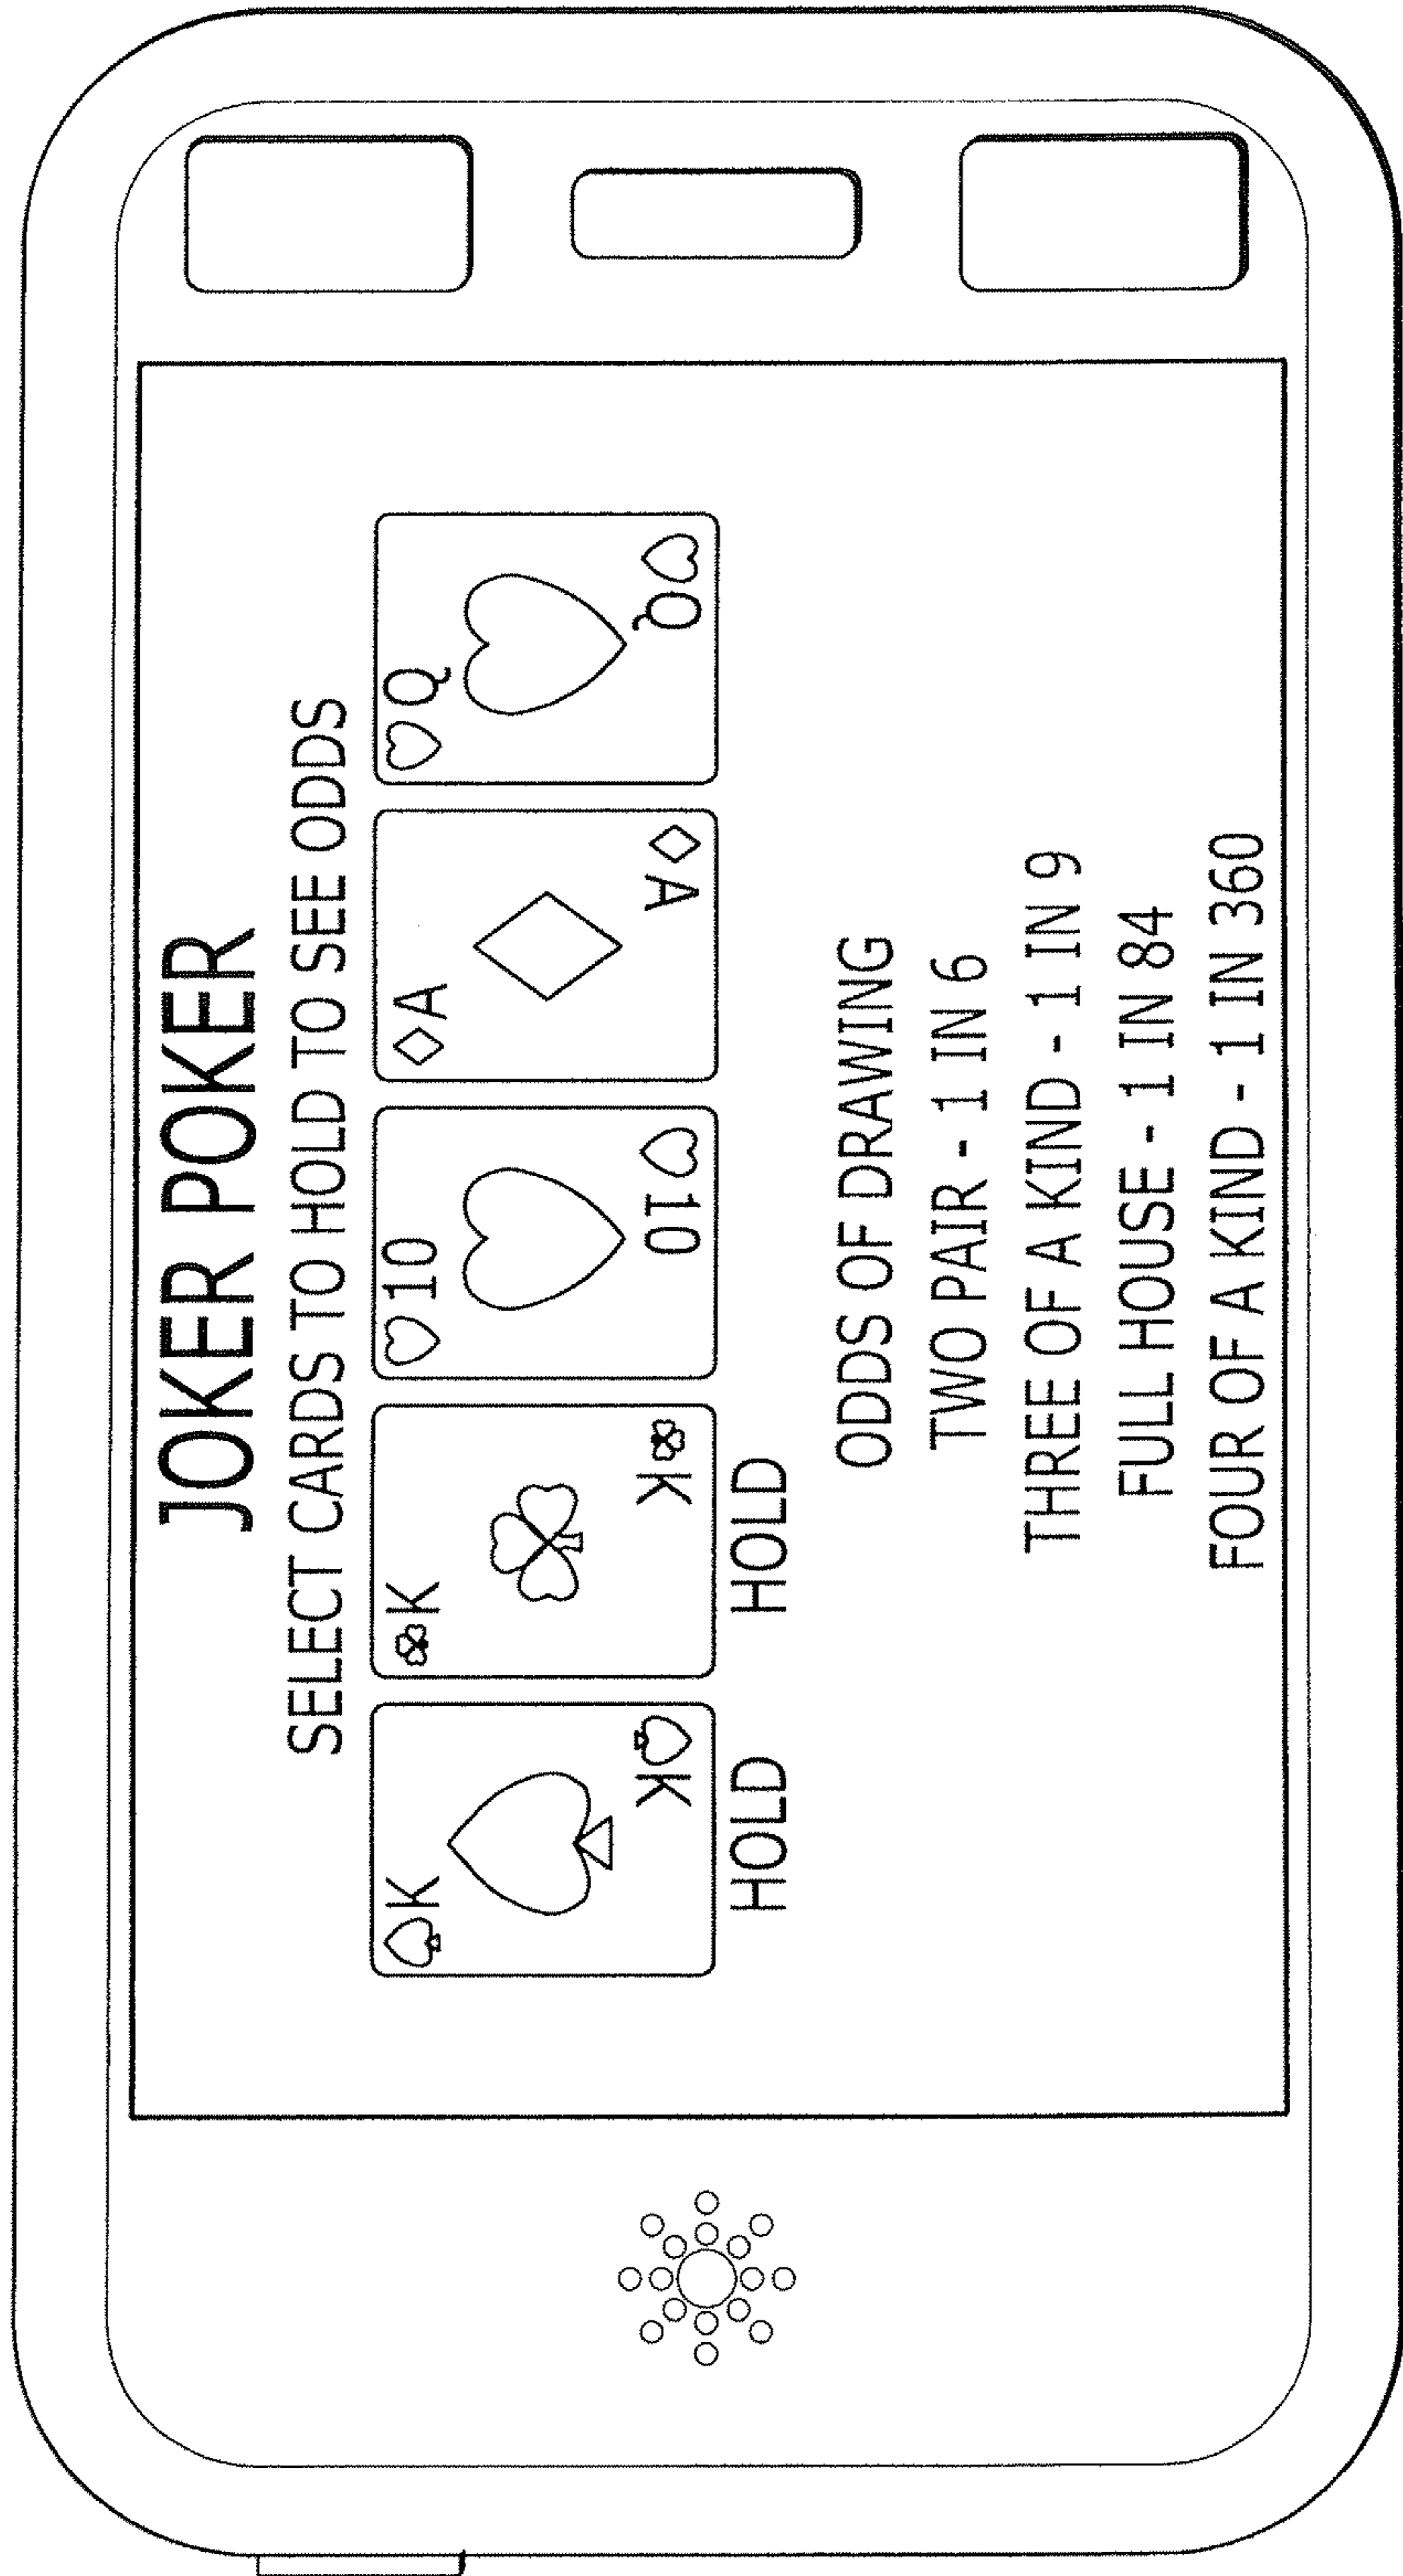 JOKER POKER
SELECT CARDS TO HOLD TO SEE ODDS
K K 10 A Q
K K 10 A Q
HOLD HOLD
ODDS OF DRAWING
TWO PAIR - 1 IN 6
THREE OF A KIND - 1 IN 9
FULL HOUSE - 1 IN 84
FOUR OF A KIND - 1 IN 360